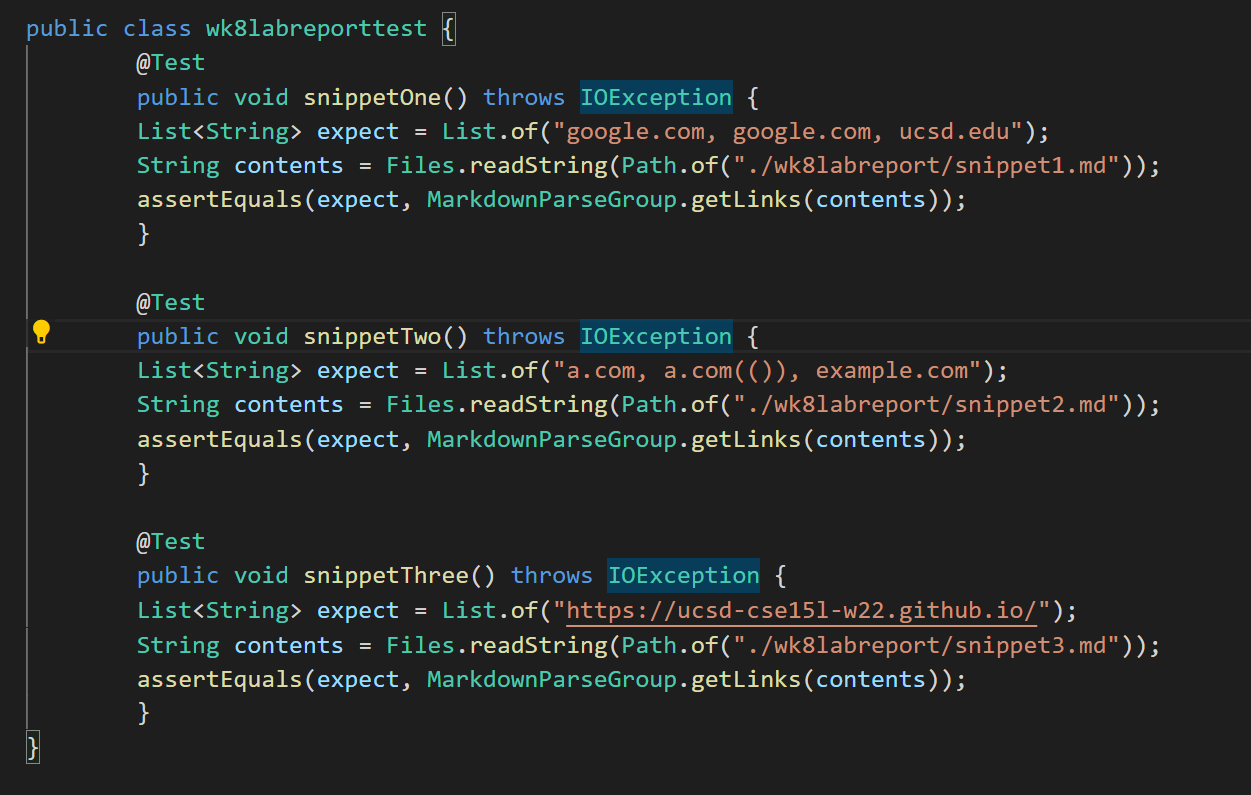 public class wk8labreporttest {
@Test
public void snippetOne() throws IOException {
List<String> expect = List.of("google.com, google.com, ucsd.edu");
String contents = Files.readString(Path.of("./wk8labreport/snippet1.md"));
assertEquals(expect, MarkdownParseGroup.getLinks(contents));
}
@Test
public void snippetTwo() throws IOException {
List<String> expect = List.of("a.com, a.com(()), example.com");
String contents = Files.readString(Path.of("./wk8labreport/snippet2.md"));
assertEquals(expect, MarkdownParseGroup.getLinks(contents));
}
@Test
public void snippetThree() throws IOException {
List<String> expect = List.of("https://ucsd-cse15l-w22.github.io/");
String contents = Files.readString(Path.of("./wk8labreport/snippet3.md"));
assertEquals(expect, MarkdownParseGroup.getLinks(contents));
}
}